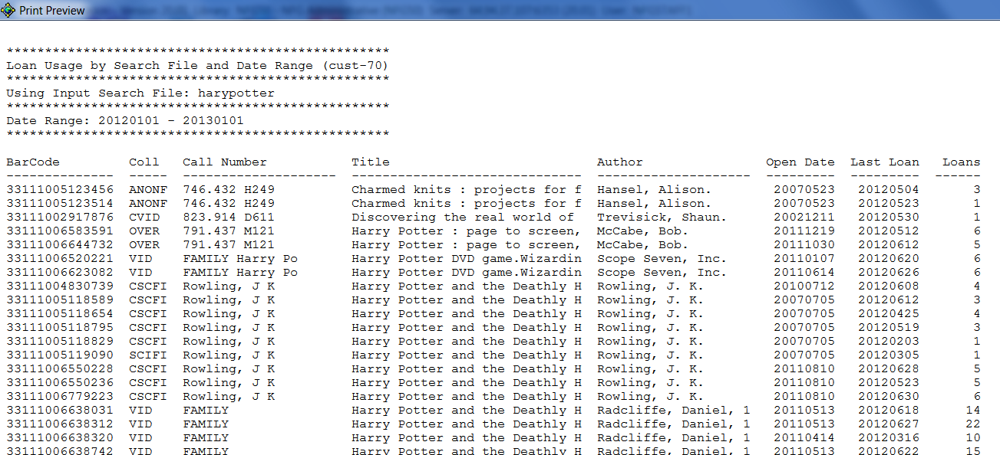 Print Preview
**************************************************
Loan Usage by Search File and Date Range (cust-70)
**************************************************
Using Input Search File: harypotter
**************************************************
Date Range: 20120101 - 20130101
**************************************************
BarCode         Coll   Call Number           Title                           Author                Open Date  Last Loan   Loans
--------------  -----  --------------------  ------------------------------  --------------------  ---------  ---------  ------
33111005123456  ANONF  746.432 H249          Charmed knits : projects for f  Hansel, Alison.        20070523   20120504       3
33111005123514  ANONF  746.432 H249          Charmed knits : projects for f  Hansel, Alison.        20070523   20120523       1
33111002917876  CVID   823.914 D611          Discovering the real world of   Trevisick, Shaun.      20021211   20120530       1
33111006583591  OVER   791.437 M121          Harry Potter : page to screen,  McCabe, Bob.           20111219   20120512       6
33111006644732  OVER   791.437 M121          Harry Potter : page to screen,  McCabe, Bob.           20111030   20120612       5
33111006520221  VID    FAMILY Harry Po       Harry Potter DVD game.Wizardin  Scope Seven, Inc.      20110107   20120620       6
33111006623082  VID    FAMILY Harry Po       Harry Potter DVD game.Wizardin  Scope Seven, Inc.      20110614   20120626       6
33111004830739  CSCFI  Rowling, J K          Harry Potter and the Deathly H  Rowling, J. K.         20100712   20120608       4
33111005118589  CSCFI  Rowling, J K          Harry Potter and the Deathly H  Rowling, J. K.         20070705   20120612       3
33111005118654  CSCFI  Rowling, J K          Harry Potter and the Deathly H  Rowling, J. K.         20070705   20120425       4
33111005118795  CSCFI  Rowling, J K          Harry Potter and the Deathly H  Rowling, J. K.         20070705   20120519       3
33111005118829  CSCFI  Rowling, J K          Harry Potter and the Deathly H  Rowling, J. K.         20070705   20120203       1
33111005119090  SCIFI  Rowling, J K          Harry Potter and the Deathly H  Rowling, J. K.         20070705   20120305       1
33111006550228  CSCFI  Rowling, J K          Harry Potter and the Deathly H  Rowling, J. K.         20110810   20120628       5
33111006550236  CSCFI  Rowling, J K          Harry Potter and the Deathly H  Rowling, J. K.         20110810   20120523       5
33111006779223  CSCFI  Rowling, J K          Harry Potter and the Deathly H  Rowling, J. K.         20110810   20120630       6
33111006638031  VID    FAMILY                Harry Potter and the Deathly H  Radcliffe, Daniel, 1   20110513   20120618      14
33111006638312  VID    FAMILY                Harry Potter and the Deathly H  Radcliffe, Daniel, 1   20110513   20120627      22
33111006638320  VID    FAMILY                Harry Potter and the Deathly H  Radcliffe, Daniel, 1   20110414   20120316      10
33111006638742  VID    FAMILY                Harry Potter and the Deathly H  Radcliffe, Daniel, 1   20110513   20120622      15